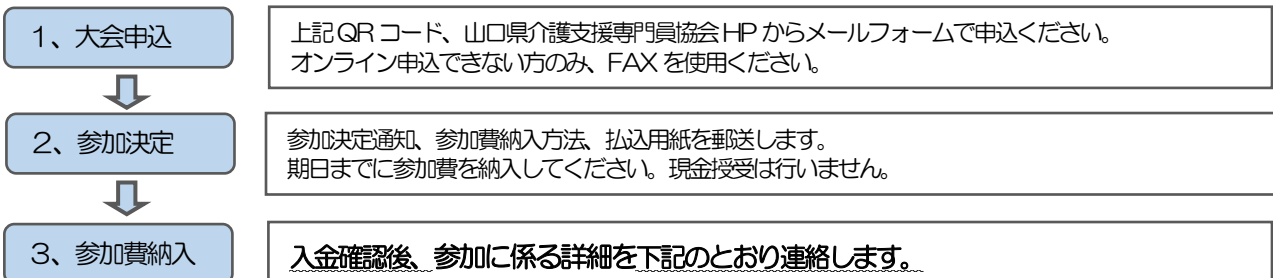 1、大会申込
上記QRコード、山口県介護支援専門員協会HPからメールフォームで申込ください。
オンライン申込できない方のみ、FAXを使用ください。
2、参加決定
参加決定通知、参加費納入方法、払込用紙を郵送します。
期日までに参加費を納入してください。現金授受は行いません。
3、参加費納入
入金確認後、参加に係る詳細を下記のとおり連絡します。